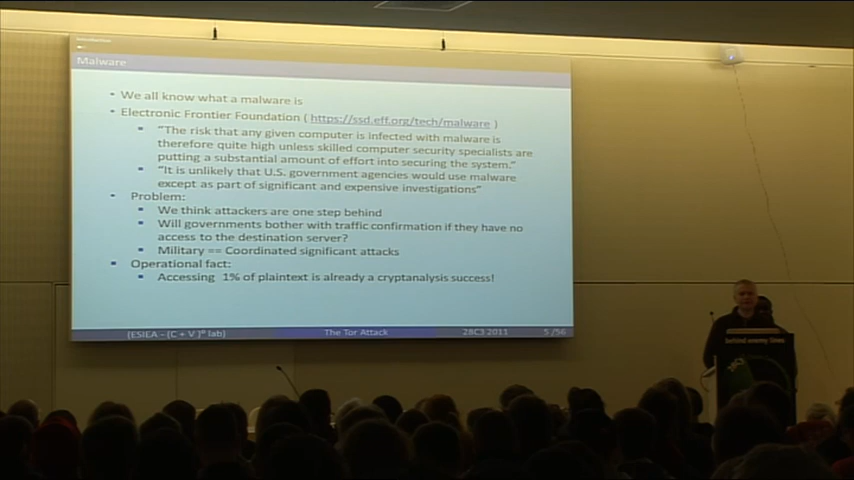 Introduction
Malware
• We all know what a malware is
• Electronic Frontier Foundation ( https://ssd.eff.org/tech/malware )
▪ "The risk that any given computer is infected with malware is
therefore quite high unless skilled computer security specialists are
putting a substantial amount of effort into securing the system."
▪ "It is unlikely that U.S. government agencies would use malware
except as part of significant and expensive investigations"
• Problem:
▪ We think attackers are one step behind
▪ Will governments bother with traffic confirmation if they have no
access to the destination server?
▪ Military == Coordinated significant attacks
• Operational fact:
▪ Accessing 1% of plaintext is already a cryptanalysis success!
(ESIEA - (C + V)ᴼ lab) The Tor Attack 28C3 2011 5 /56
behind enemy lines